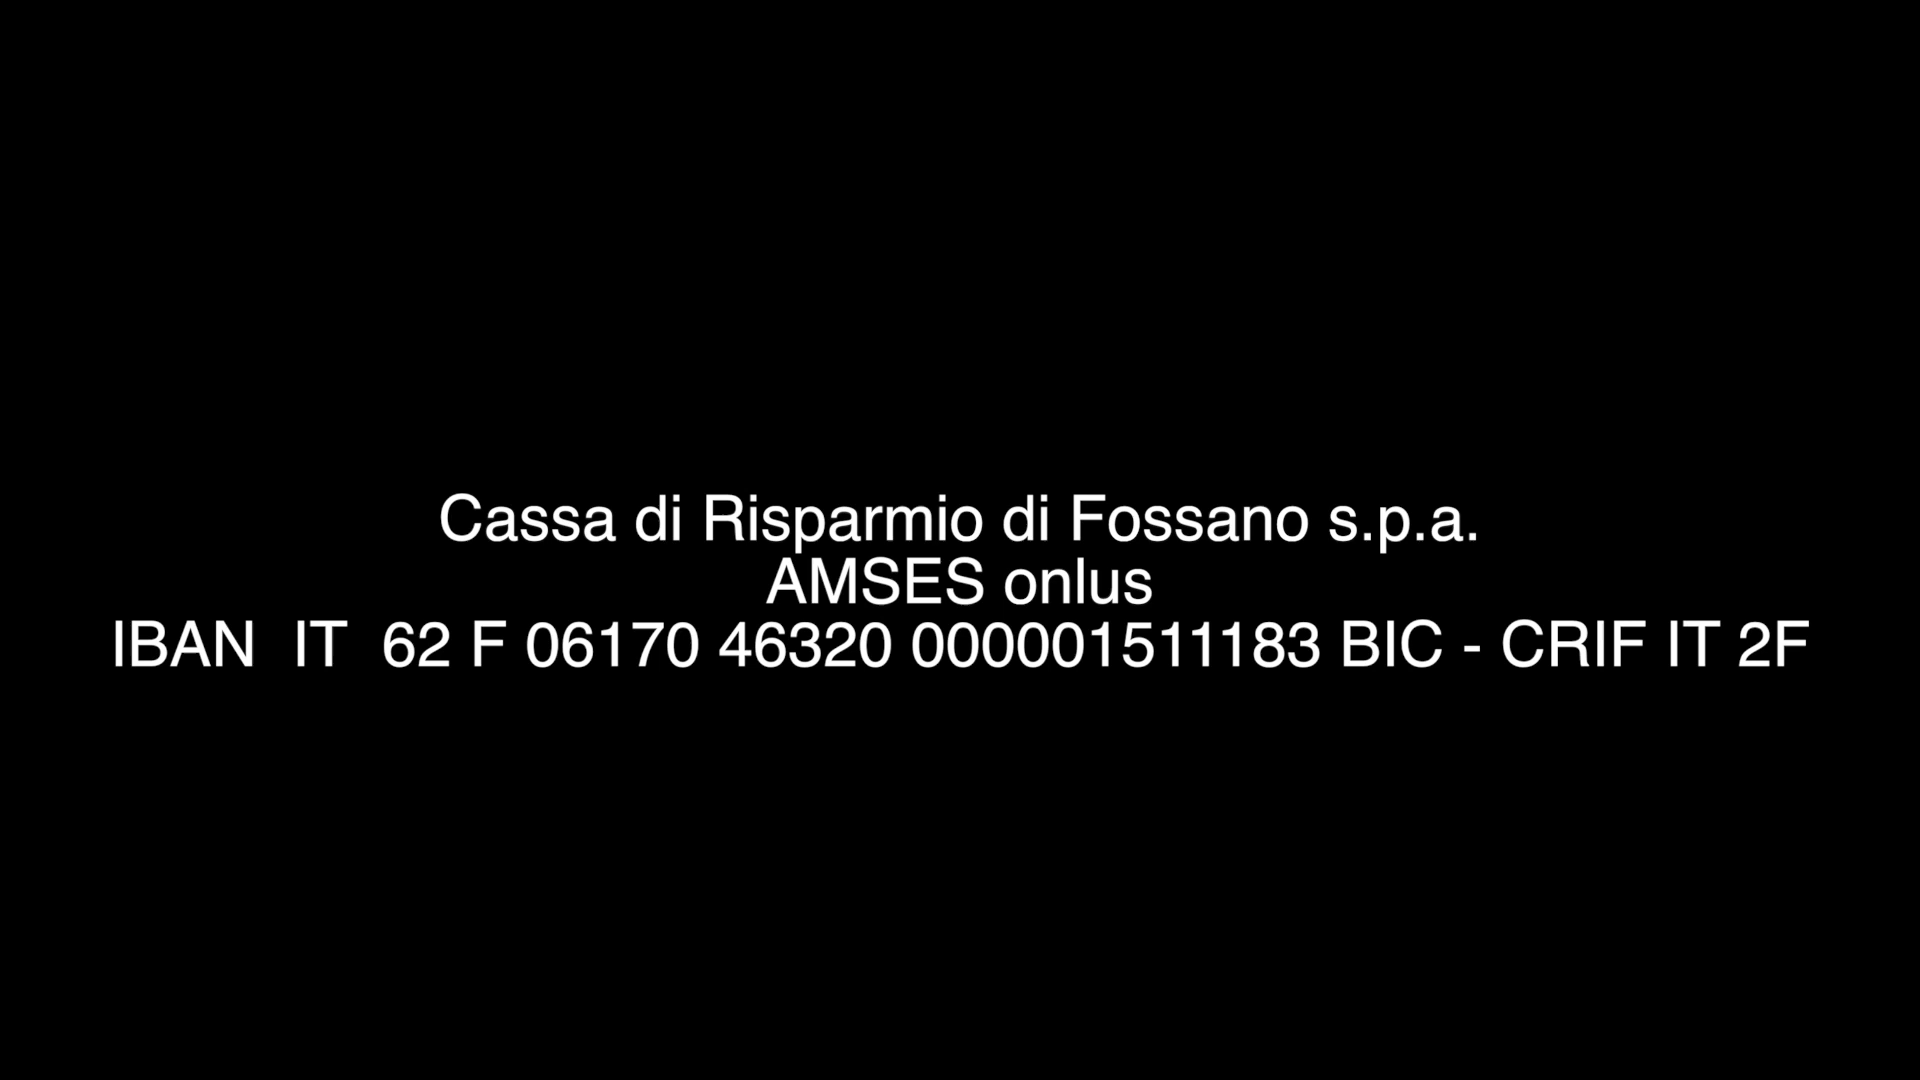 Cassa di Risparmio di Fossano s.p.a.
AMSES onlus
IBAN  IT  62 F 06170 46320 000001511183 BIC - CRIF IT 2F